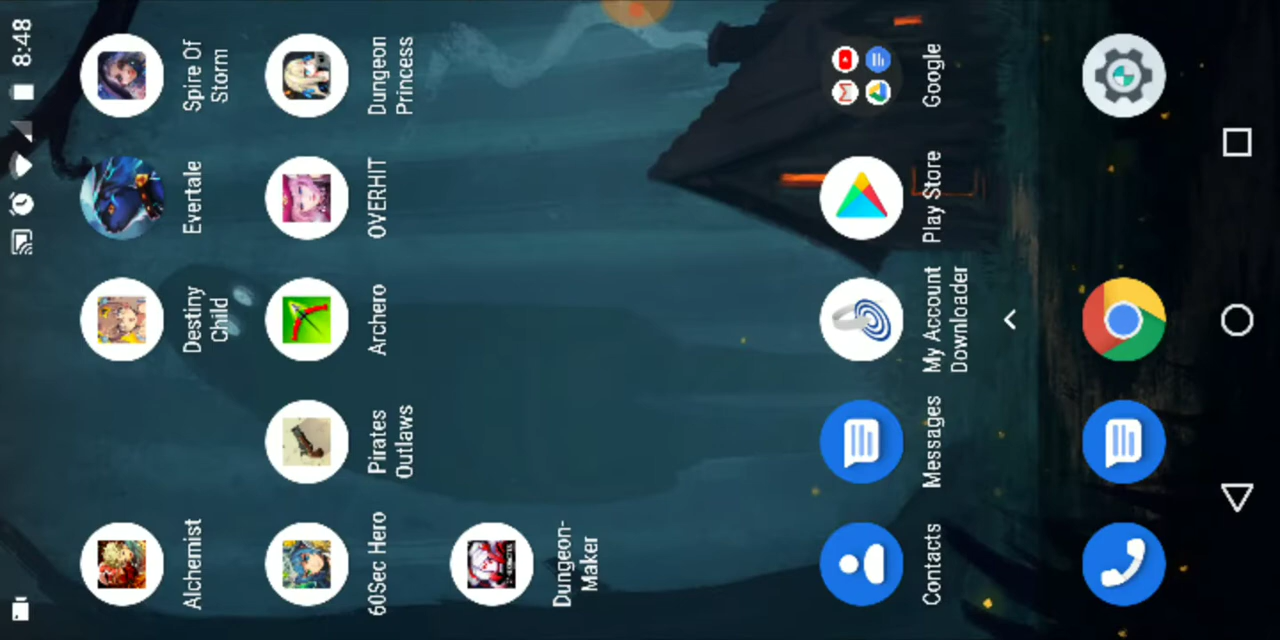 8:48
Alchemist
Destiny
Child
Evertale
Spire Of
Storm
60Sec Hero
Pirates
Outlaws
Archero
OVERHIT
Dungeon
Princess
Dungeon-
Maker
Contacts
Messages
My Account
Downloader
Play Store
Google